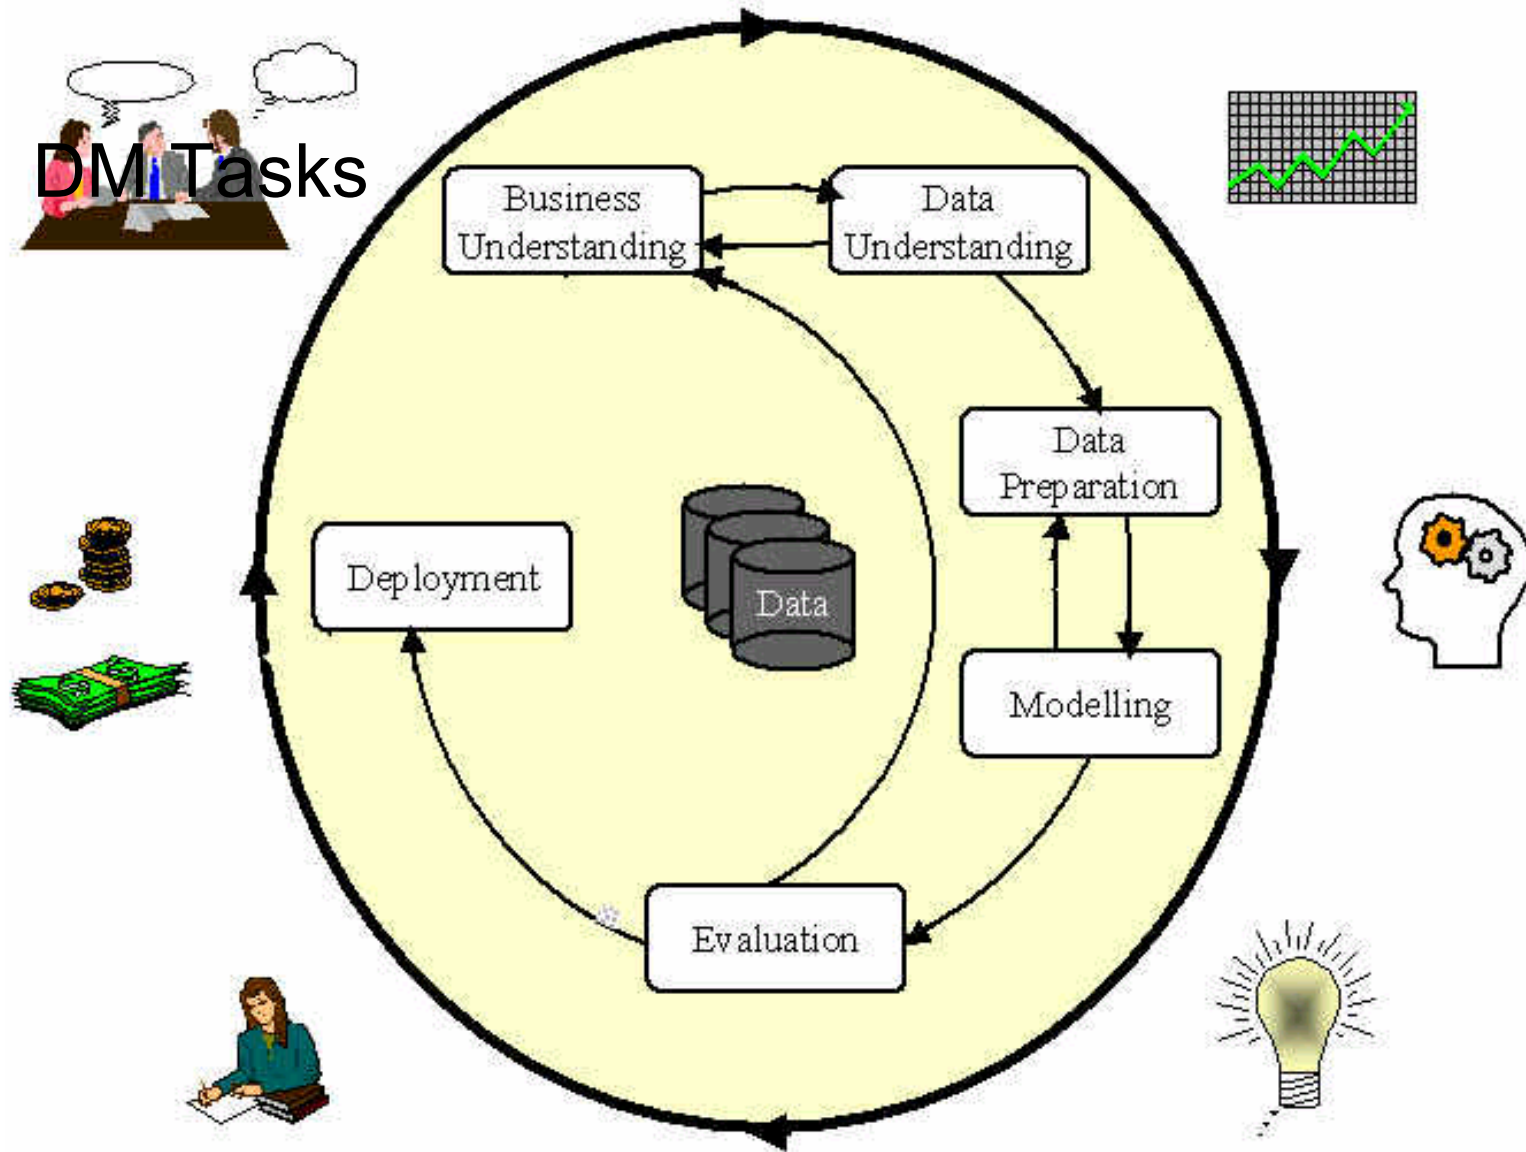 DM Tasks
Business
Understanding
Data
Understanding
Data
Preparation
Deployment
Data
Modelling
Evaluation